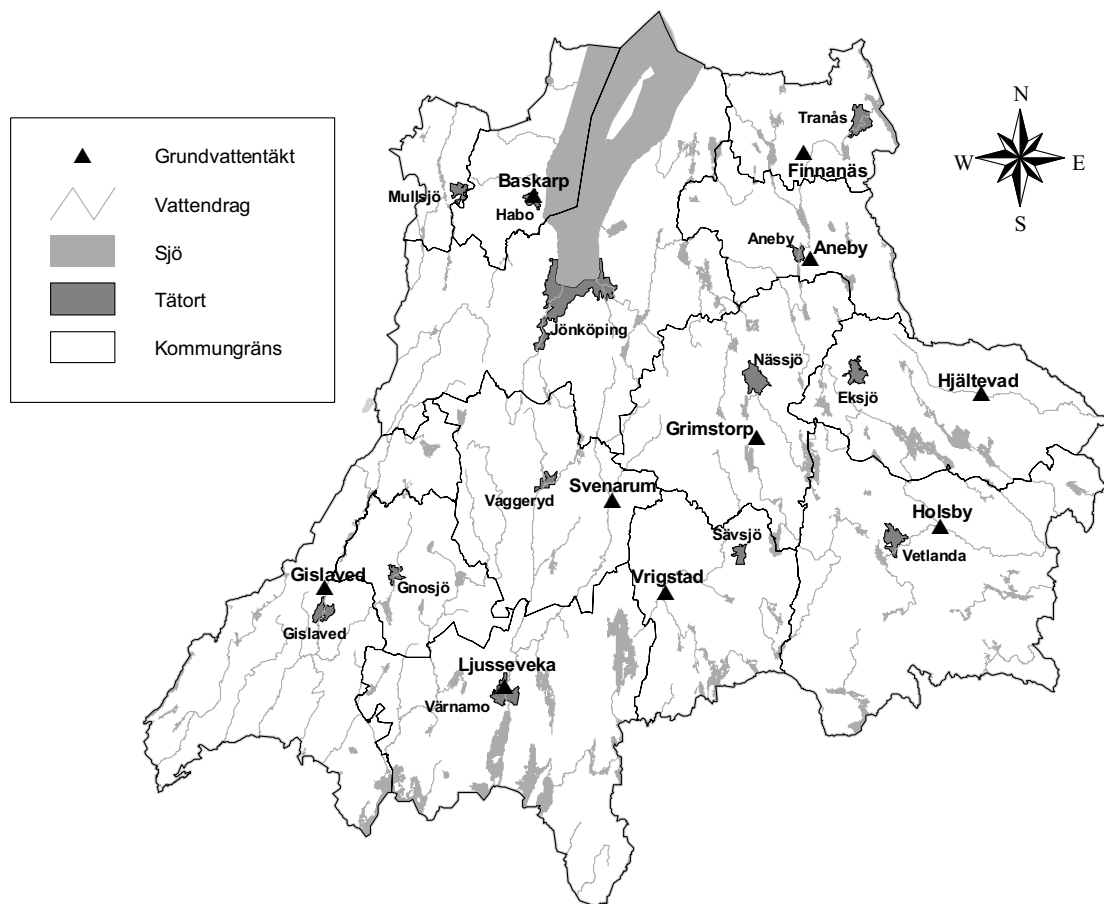 Grundvattentäkt
Vattendrag
Sjö
Tätort
Kommungräns
N
W
E
S
Tranås
Finnanäs
Mullsjö
Baskarp
Habo
Aneby
Aneby
Jönköping
Nässjö
Eksjö
Hjältevad
Grimstorp
Vaggeryd
Svenarum
Holsby
Vetlanda
Sävsjö
Gislaved
Gnosjö
Gislaved
Vrigstad
Ljusseveka
Värnamo